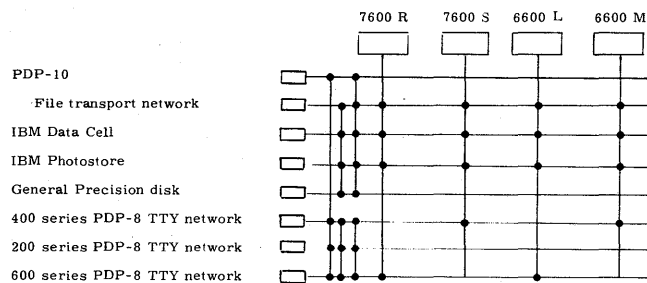 7600 R 7600 S 6600 L 6600 M
PDP-10
File transport network
IBM Data Cell
IBM Photostore
General Precision disk
400 series PDP-8 TTY network
200 series PDP-8 TTY network
600 series PDP-8 TTY network